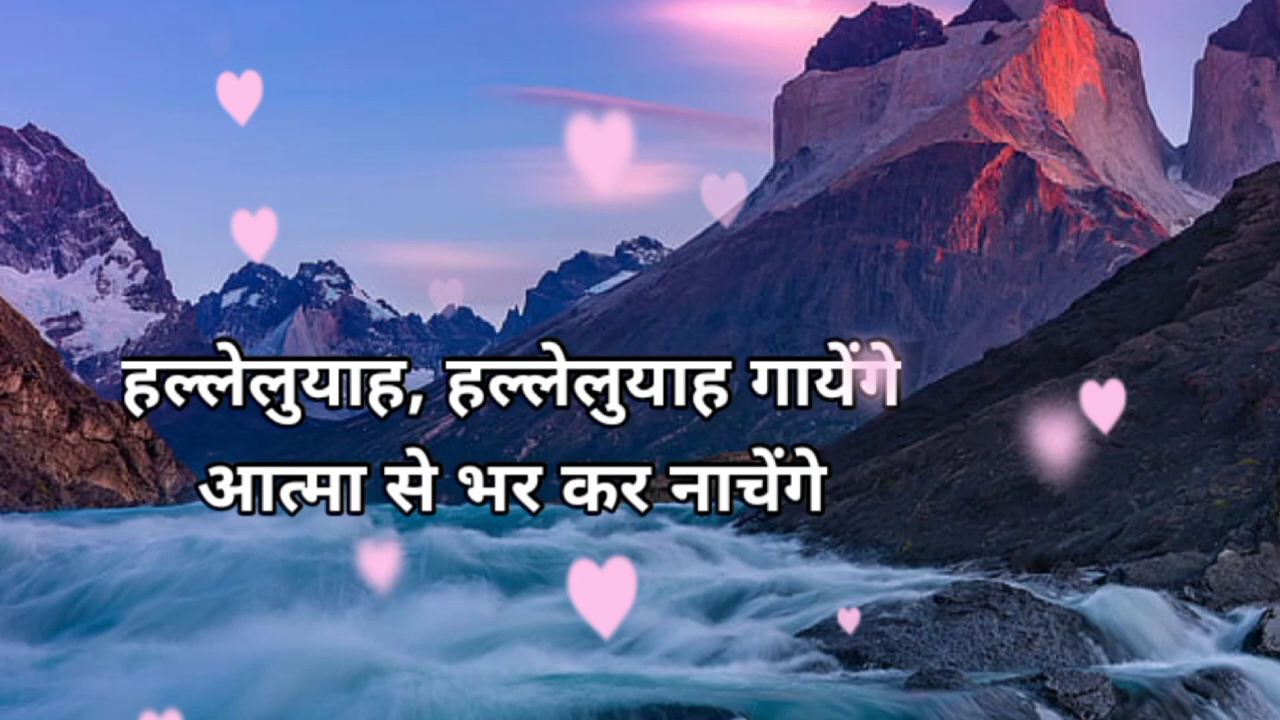 हल्लेलुयाह, हल्लेलुयाह गायेंगे
आत्मा से भर कर नाचेंगे